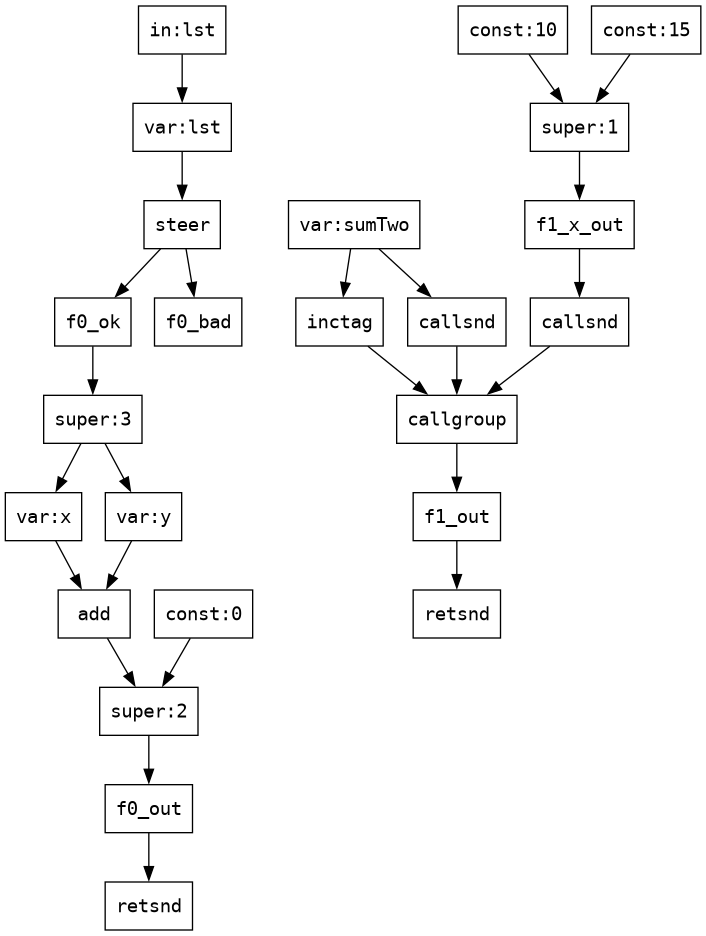 in:lst
const:10
const:15
var:lst
super:1
steer
var:sumTwo
f1_x_out
f0_ok
f0_bad
inctag
callsnd
callsnd
super:3
callgroup
var:x
var:y
f1_out
add
const:0
retsnd
super:2
f0_out
retsnd